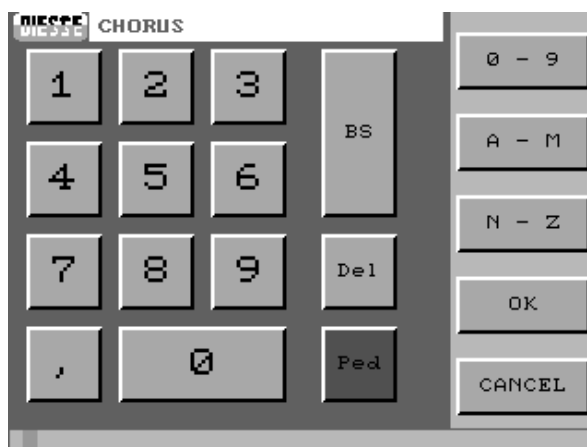 DIESSE CHORUS
1 2 3 BS
4 5 6
7 8 9 Del
, 0 Ped
0 - 9
A - M
N - Z
OK
CANCEL